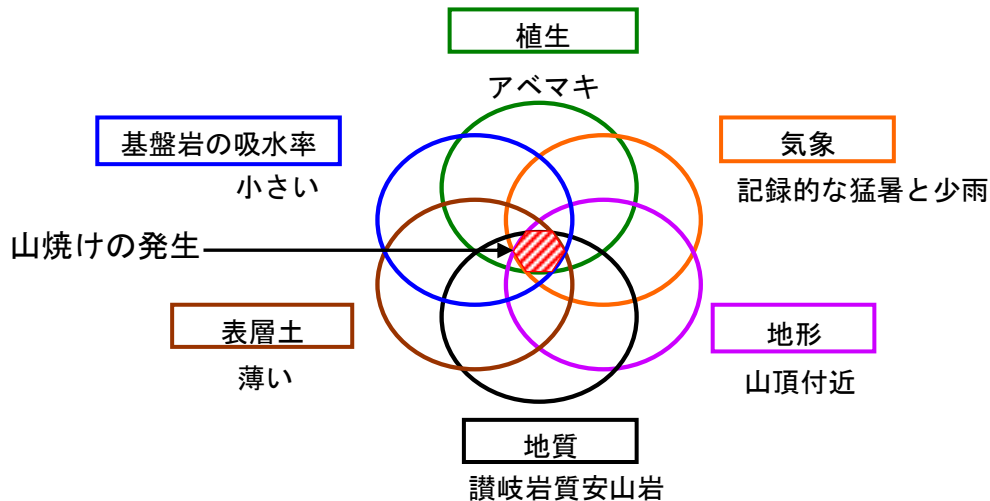 植生
アベマキ
基盤岩の吸水率
小さい
気象
記録的な猛暑と少雨
山焼けの発生
表層土
薄い
地形
山頂付近
地質
讃岐岩質安山岩